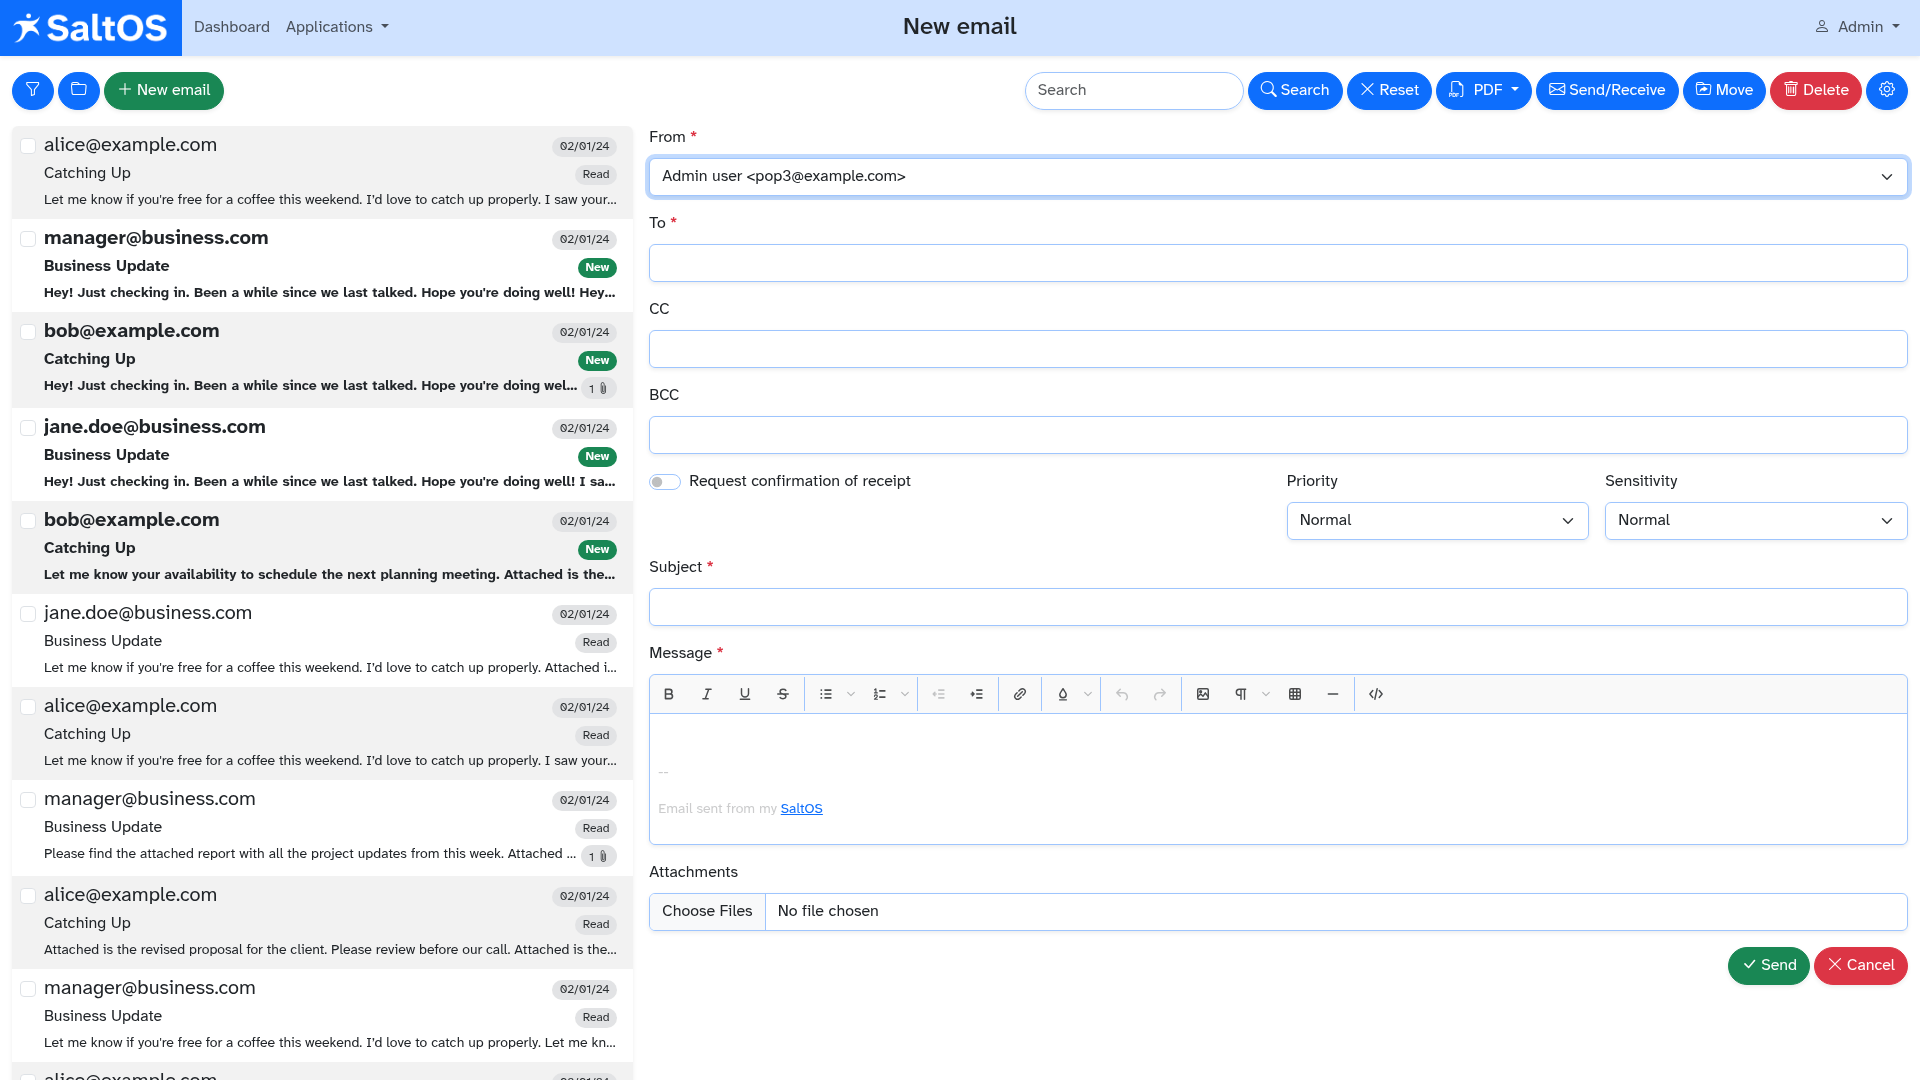 SaltOS
Dashboard
Applications
New email
Admin
New email
Search
Search
Reset
PDF
Send/Receive
Move
Delete
alice@example.com
02/01/24
Catching Up
Read
Let me know if you're free for a coffee this weekend. I'd love to catch up properly. I saw your...
manager@business.com
02/01/24
Business Update
New
Hey! Just checking in. Been a while since we last talked. Hope you're doing well! Hey...
bob@example.com
02/01/24
Catching Up
New
Hey! Just checking in. Been a while since we last talked. Hope you're doing wel...
1
jane.doe@business.com
02/01/24
Business Update
New
Hey! Just checking in. Been a while since we last talked. Hope you're doing well! I sa...
bob@example.com
02/01/24
Catching Up
New
Let me know your availability to schedule the next planning meeting. Attached is the...
jane.doe@business.com
02/01/24
Business Update
Read
Let me know if you're free for a coffee this weekend. I'd love to catch up properly. Attached i...
alice@example.com
02/01/24
Catching Up
Read
Let me know if you're free for a coffee this weekend. I'd love to catch up properly. I saw your...
manager@business.com
02/01/24
Business Update
Read
Please find the attached report with all the project updates from this week. Attached ...
1
alice@example.com
02/01/24
Catching Up
Read
Attached is the revised proposal for the client. Please review before our call. Attached is the...
manager@business.com
02/01/24
Business Update
Read
Let me know if you're free for a coffee this weekend. I'd love to catch up properly. Let me kn...
alice@example.com
From *
Admin user <pop3@example.com>
To *
CC
BCC
Request confirmation of receipt
Priority
Normal
Sensitivity
Normal
Subject *
Message *
--
Email sent from my SaltOS
Attachments
Choose Files
No file chosen
Send
Cancel